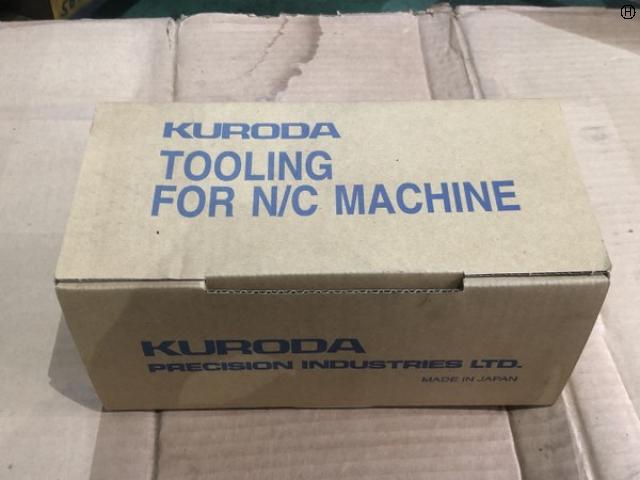 KURODA
TOOLING
FOR N/C MACHINE
KURODA
PRECISION INDUSTRIES LTD.
MADE IN JAPAN
H